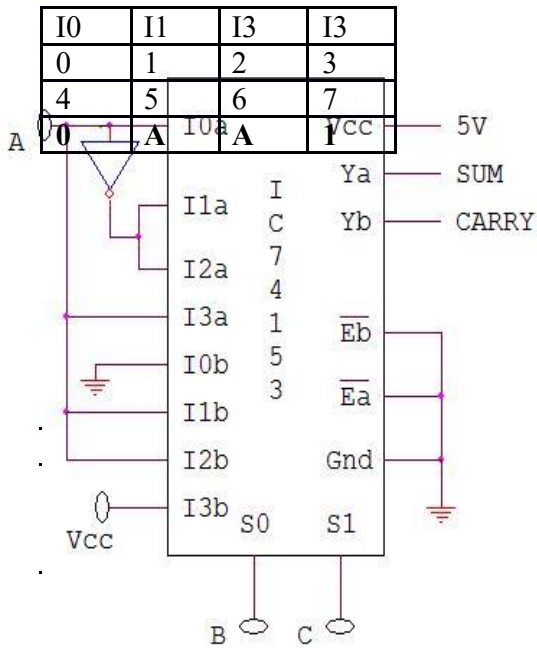 I0 I1 I3 I3
0 1 2 3
4 5 6 7
0 A A 1
A
I0a
Vcc
5V
Ya
SUM
I1a
Yb
CARRY
I2a
I3a
I0b
I1b
I2b
I3b
I
C
7
4
1
5
3
Eb
Ea
Gnd
Vcc
S0 S1
B C